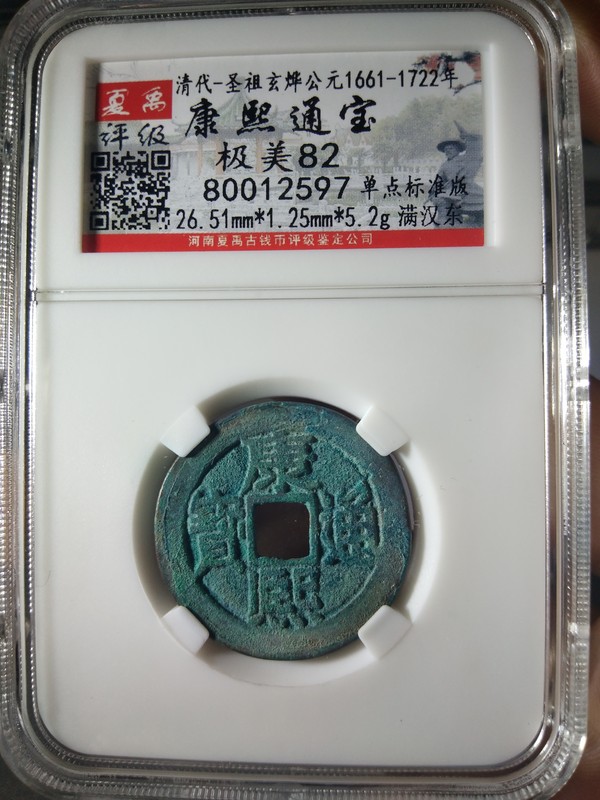 清代-圣祖玄烨公元1661-1722年
夏禹
评级
康熙通宝
极美82
80012597 单点标准版
26.51mm*1.25mm*5.2g 满汉东
河南夏禹古钱币评级鉴定公司
康熙通寳